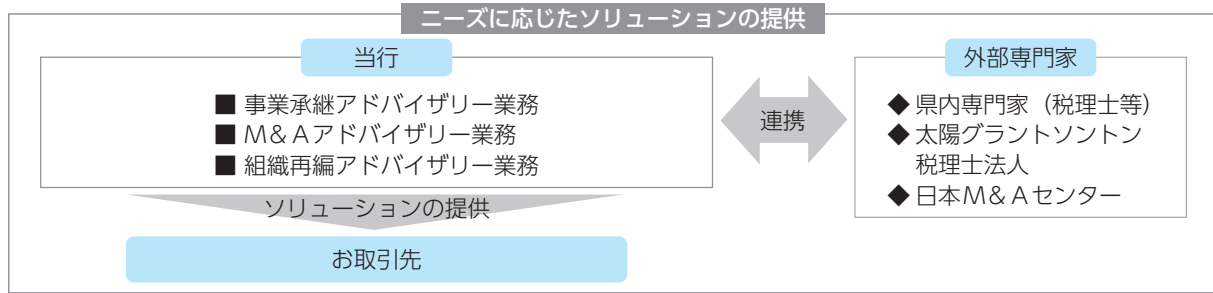 ニーズに応じたソリューションの提供
当行
■ 事業承継アドバイザリー業務
■ M&Aアドバイザリー業務
■ 組織再編アドバイザリー業務
連携
外部専門家
◆ 県内専門家（税理士等）
◆ 太陽グラントソントン
税理士法人
◆ 日本M&Aセンター
ソリューションの提供
お取引先